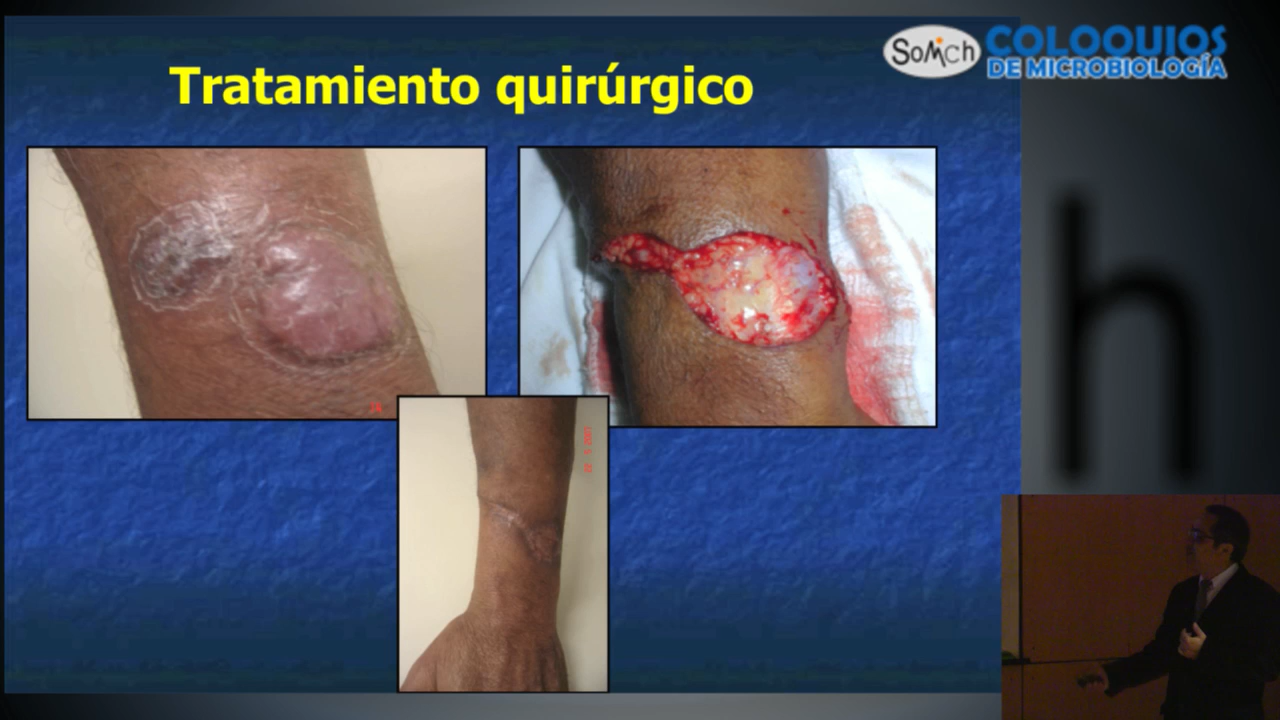 Tratamiento quirúrgico
SoMich
COLOQUIOS
DE MICROBIOLOGÍA
h